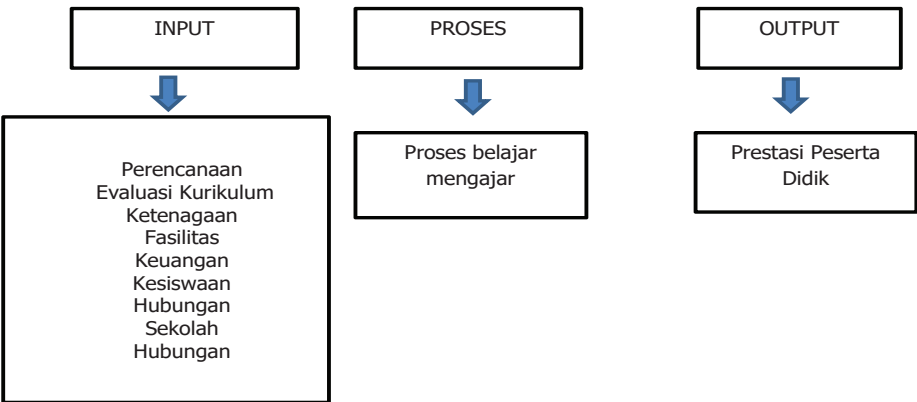 INPUT
PROSES
OUTPUT
Perencanaan
Evaluasi Kurikulum
Ketenagaan
Fasilitas
Keuangan
Kesiswaan
Hubungan
Sekolah
Hubungan
Proses belajar
mengajar
Prestasi Peserta
Didik